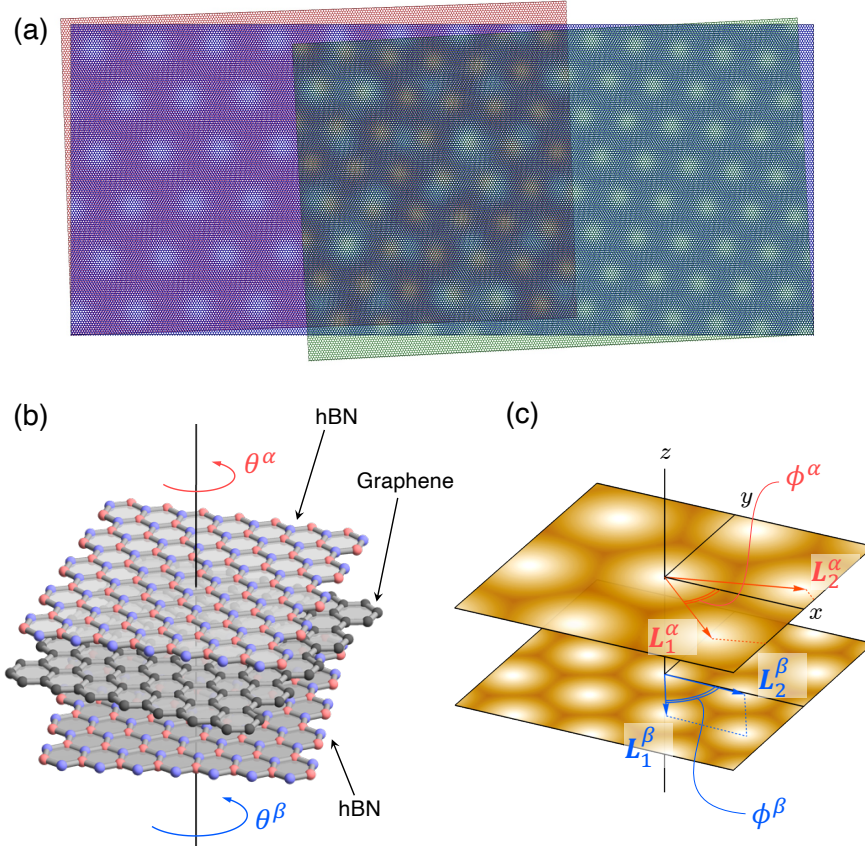 (a)
(b)
hBN
θ^α
Graphene
hBN
θ^β
(c)
z
ϕ^α
y
L_2^α
x
L_1^α
L_2^β
L_1^β
ϕ^β